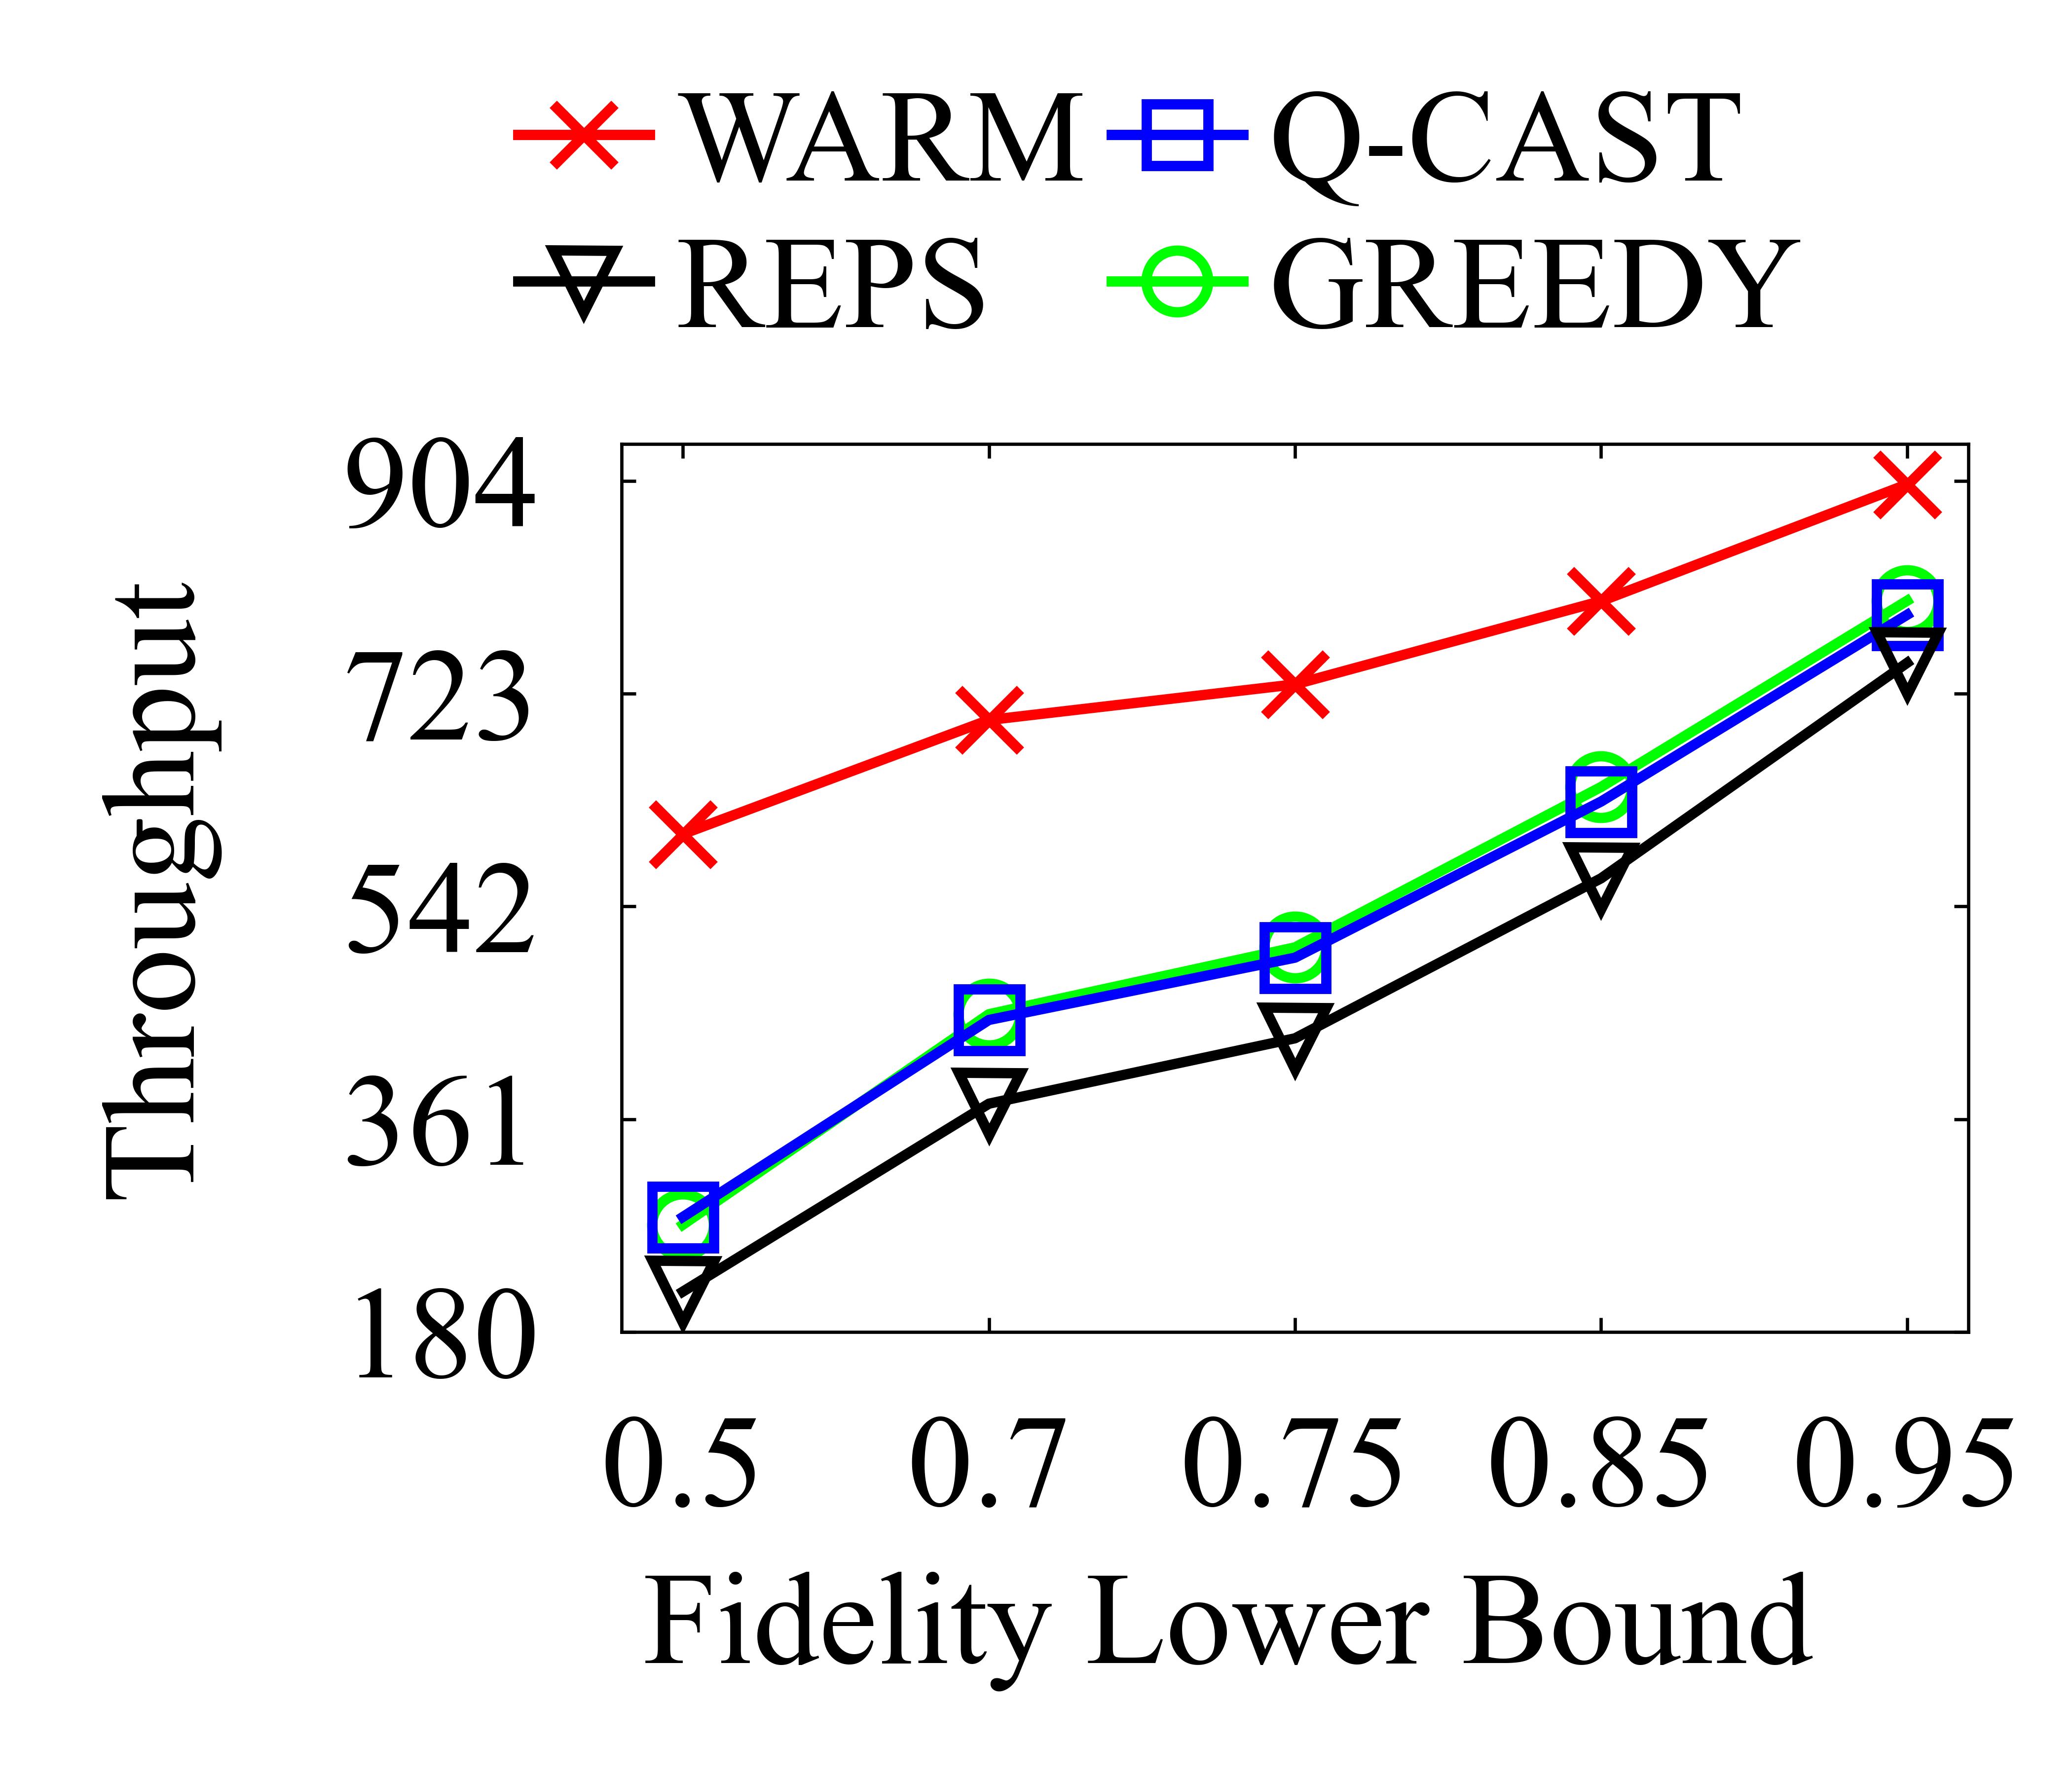 WARM Q-CAST
REPS GREEDY
904
723
542
361
180
Throughput
0.5 0.7 0.75 0.85 0.95
Fidelity Lower Bound